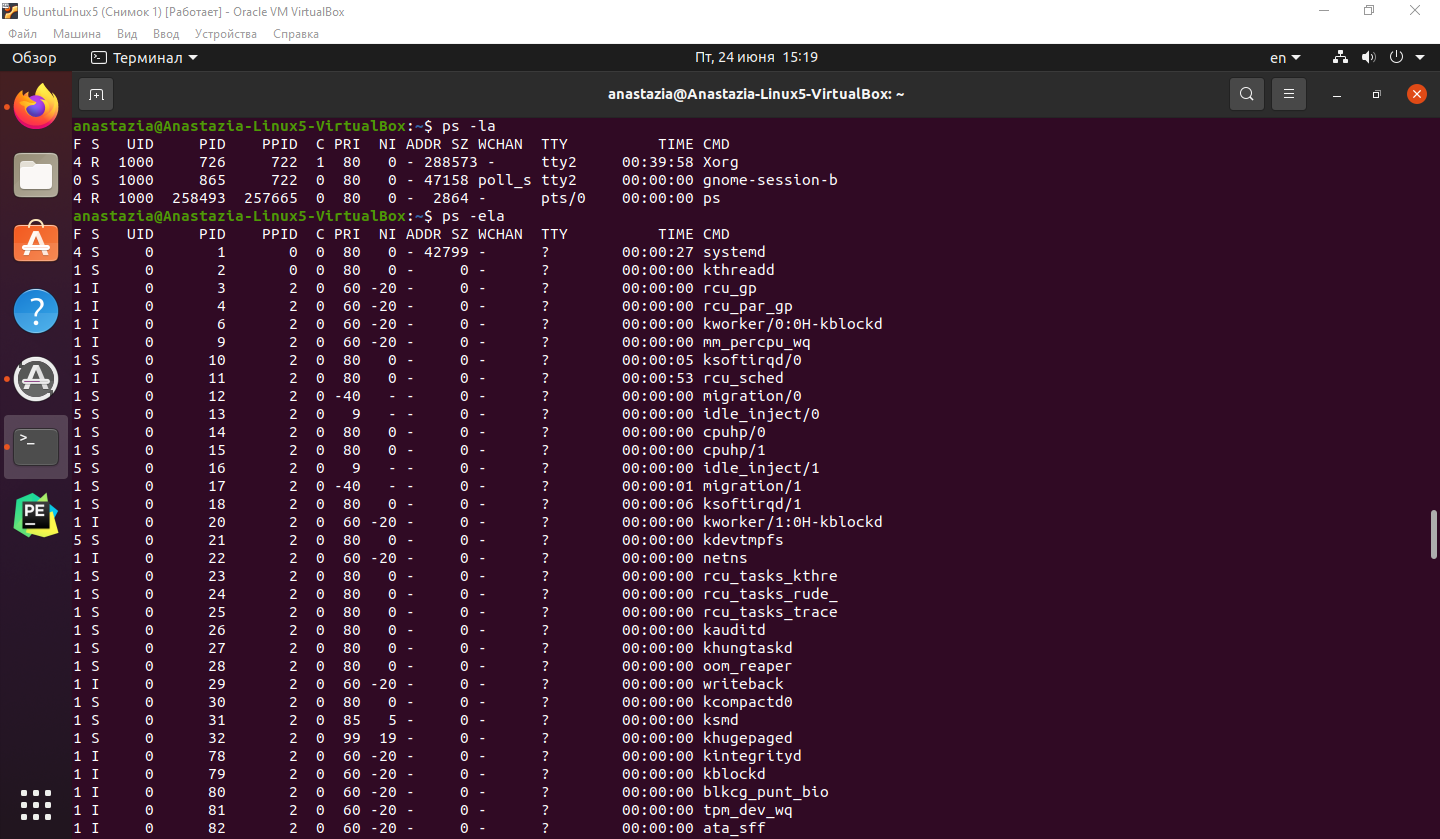 UbuntuLinux5 (Снимок 1) [Работает] - Oracle VM VirtualBox
Файл Машина Вид Ввод Устройства Справка
Обзор Терминал Пт, 24 июня 15:19 en
anastazia@Anastazia-Linux5-VirtualBox: ~
anastazia@Anastazia-Linux5-VirtualBox:~$ ps -la
F S UID PID PPID C PRI NI ADDR SZ WCHAN TTY TIME CMD
4 R 1000 726 722 1 80 0 - 288573 - tty2 00:39:58 Xorg
0 S 1000 865 722 0 80 0 - 47158 poll_s tty2 00:00:00 gnome-session-b
4 R 1000 258493 257665 0 80 0 - 2864 - pts/0 00:00:00 ps
anastazia@Anastazia-Linux5-VirtualBox:~$ ps -ela
F S UID PID PPID C PRI NI ADDR SZ WCHAN TTY TIME CMD
4 S 0 1 0 0 80 0 - 42799 - ? 00:00:27 systemd
1 S 0 2 0 0 80 0 - 0 - ? 00:00:00 kthreadd
1 I 0 3 2 0 60 -20 - 0 - ? 00:00:00 rcu_gp
1 I 0 4 2 0 60 -20 - 0 - ? 00:00:00 rcu_par_gp
1 I 0 6 2 0 60 -20 - 0 - ? 00:00:00 kworker/0:0H-kblockd
1 I 0 9 2 0 60 -20 - 0 - ? 00:00:00 mm_percpu_wq
1 S 0 10 2 0 80 0 - 0 - ? 00:00:05 ksoftirqd/0
1 I 0 11 2 0 80 0 - 0 - ? 00:00:53 rcu_sched
1 S 0 12 2 0 -40 - - 0 - ? 00:00:00 migration/0
5 S 0 13 2 0 9 - - 0 - ? 00:00:00 idle_inject/0
1 S 0 14 2 0 80 0 - 0 - ? 00:00:00 cpuhp/0
1 S 0 15 2 0 80 0 - 0 - ? 00:00:00 cpuhp/1
5 S 0 16 2 0 9 - - 0 - ? 00:00:00 idle_inject/1
1 S 0 17 2 0 -40 - - 0 - ? 00:00:01 migration/1
1 S 0 18 2 0 80 0 - 0 - ? 00:00:06 ksoftirqd/1
1 I 0 20 2 0 60 -20 - 0 - ? 00:00:00 kworker/1:0H-kblockd
5 S 0 21 2 0 80 0 - 0 - ? 00:00:00 kdevtmpfs
1 I 0 22 2 0 60 -20 - 0 - ? 00:00:00 netns
1 S 0 23 2 0 80 0 - 0 - ? 00:00:00 rcu_tasks_kthre
1 S 0 24 2 0 80 0 - 0 - ? 00:00:00 rcu_tasks_rude_
1 S 0 25 2 0 80 0 - 0 - ? 00:00:00 rcu_tasks_trace
1 S 0 26 2 0 80 0 - 0 - ? 00:00:00 kauditd
1 S 0 27 2 0 80 0 - 0 - ? 00:00:00 khungtaskd
1 S 0 28 2 0 80 0 - 0 - ? 00:00:00 oom_reaper
1 I 0 29 2 0 60 -20 - 0 - ? 00:00:00 writeback
1 S 0 30 2 0 80 0 - 0 - ? 00:00:00 kcompactd0
1 S 0 31 2 0 85 5 - 0 - ? 00:00:00 ksmd
1 S 0 32 2 0 99 19 - 0 - ? 00:00:00 khugepaged
1 I 0 78 2 0 60 -20 - 0 - ? 00:00:00 kintegrityd
1 I 0 79 2 0 60 -20 - 0 - ? 00:00:00 kblockd
1 I 0 80 2 0 60 -20 - 0 - ? 00:00:00 blkcg_punt_bio
1 I 0 81 2 0 60 -20 - 0 - ? 00:00:00 tpm_dev_wq
1 I 0 82 2 0 60 -20 - 0 - ? 00:00:00 ata_sff
?
>_
PE